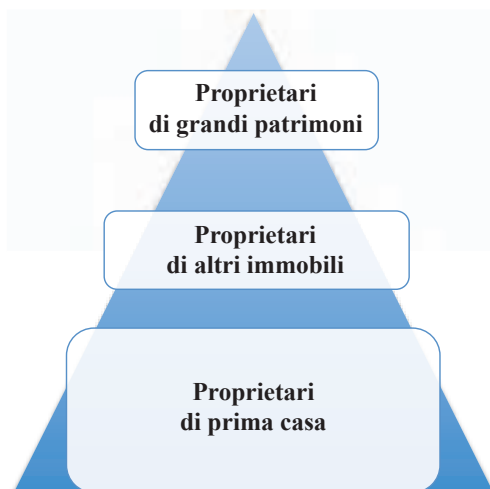 Proprietari
di grandi patrimoni
Proprietari
di altri immobili
Proprietari
di prima casa